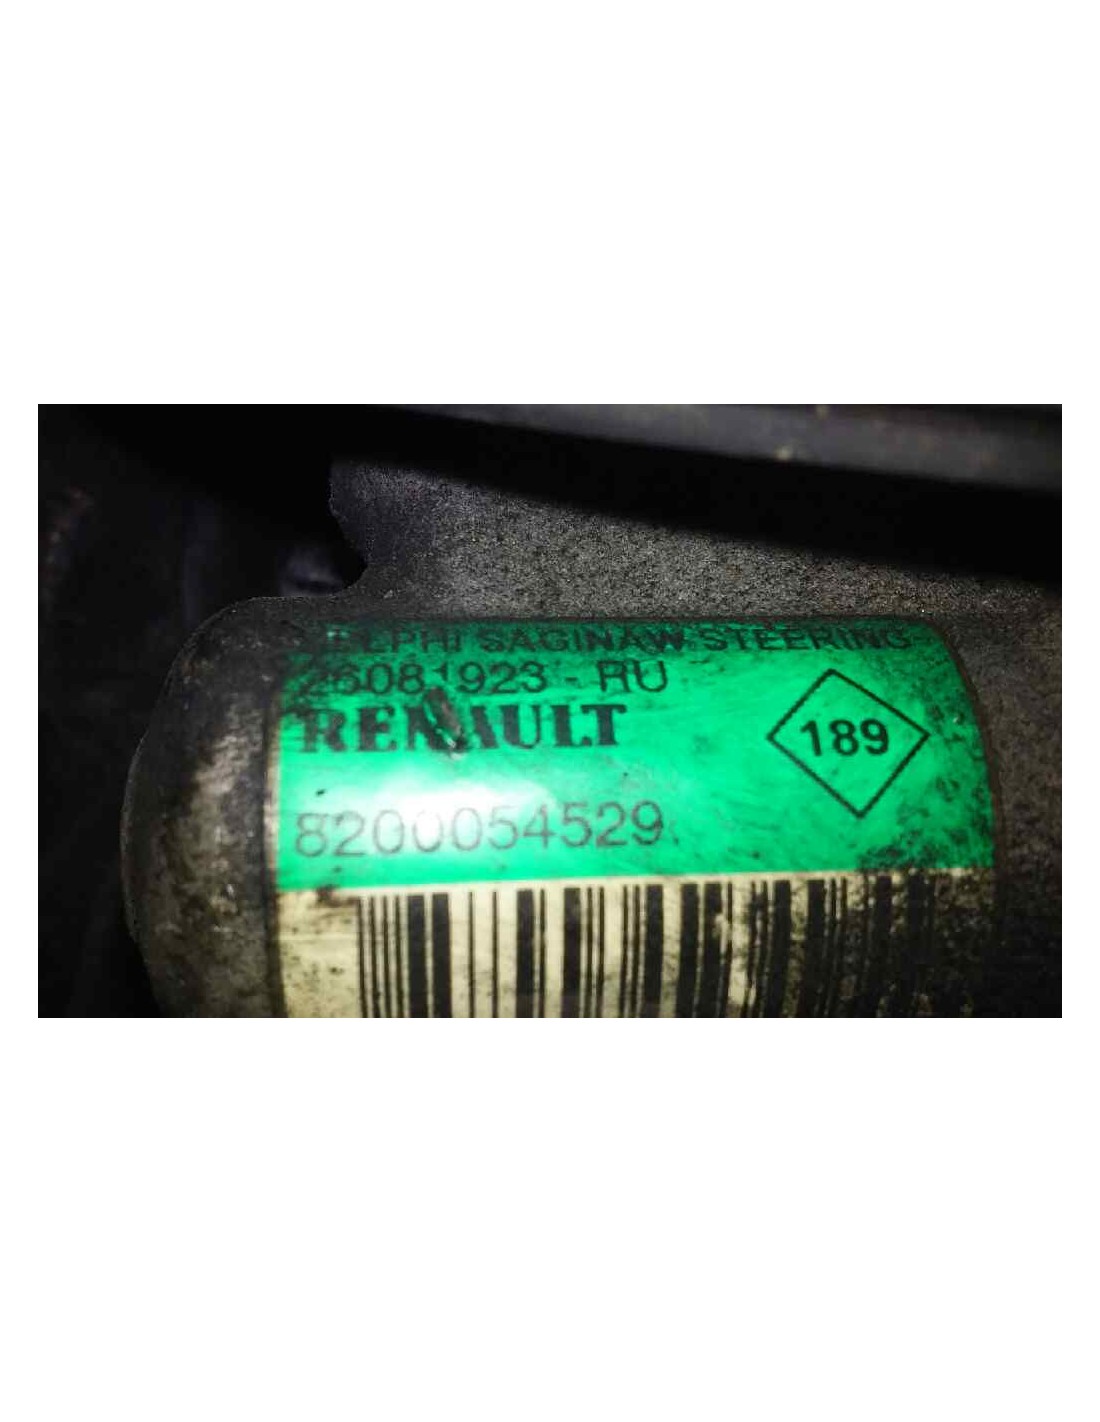 DELPHI SAGINAW STEERING
26081923 - RU
RENAULT
189
8200054529